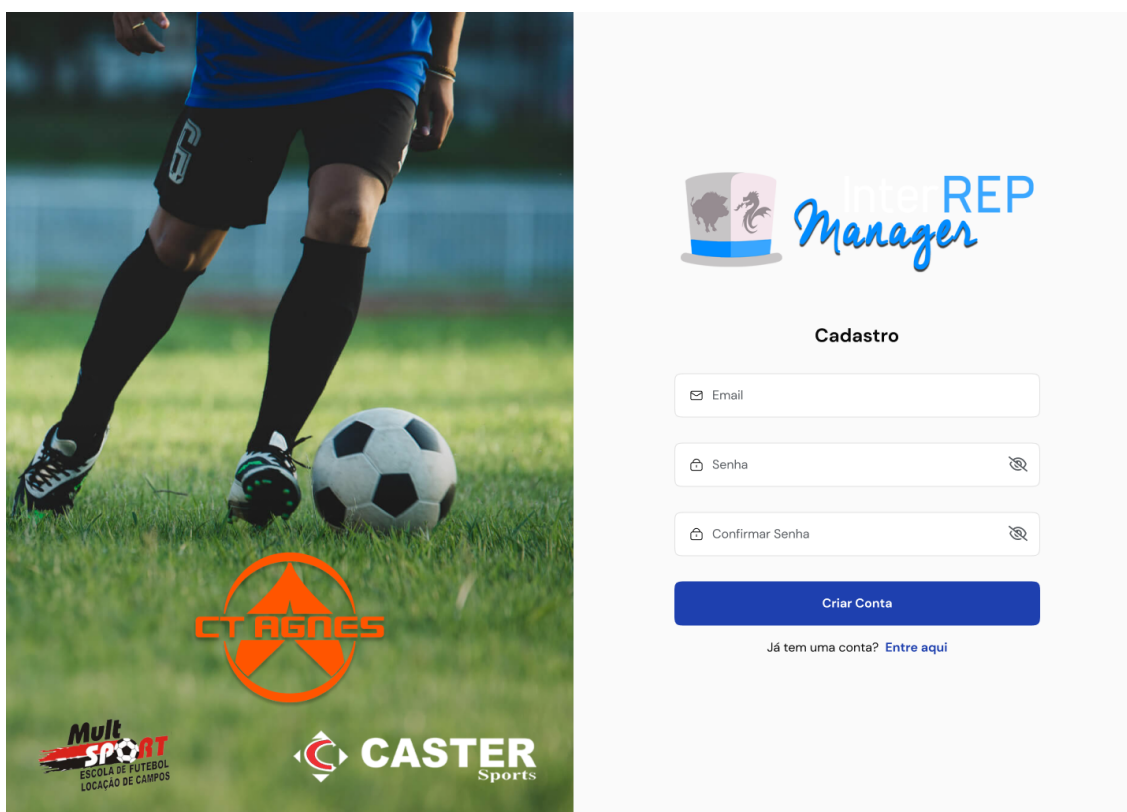 6
CT AGNES
Mult
SPORT
ESCOLA DE FUTEBOL
LOCAÇÃO DE CAMPOS
CASTER
Sports
InterREP
Manager
Cadastro
Email
Senha
Confirmar Senha
Criar Conta
Já tem uma conta? Entre aqui